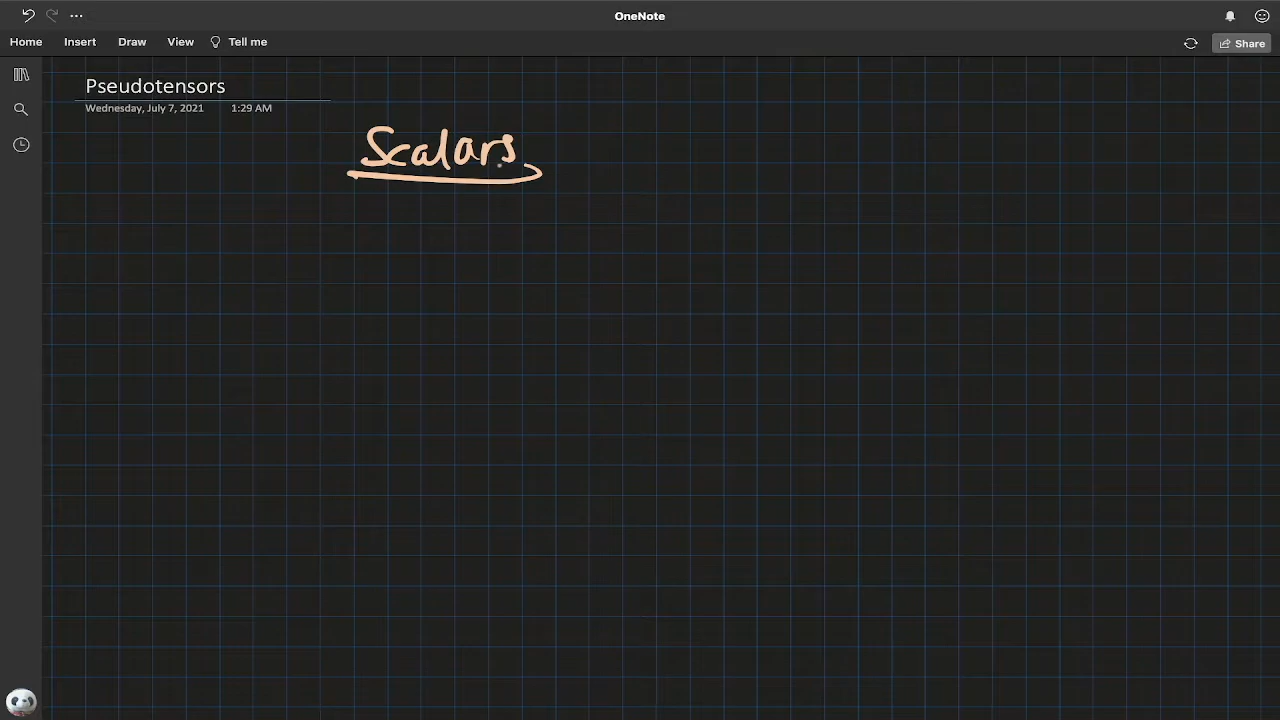 OneNote
Home Insert Draw View Tell me Share
Pseudotensors
Wednesday, July 7, 2021 1:29 AM
Scalars